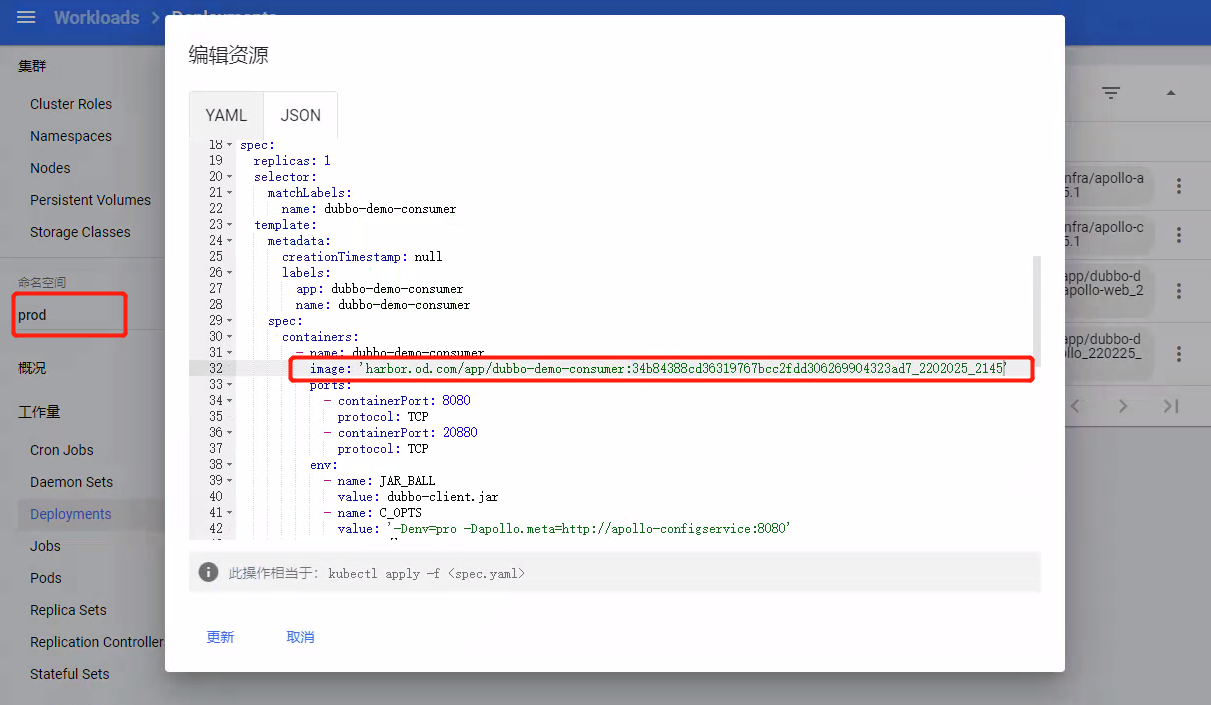 Workloads > Deployments
集群
Cluster Roles
Namespaces
Nodes
Persistent Volumes
Storage Classes
命名空间
prod
概况
工作量
Cron Jobs
Daemon Sets
Deployments
Jobs
Pods
Replica Sets
Replication Controller
Stateful Sets
编辑资源
YAML JSON
18 spec:
19 replicas: 1
20 selector:
21 matchLabels:
22 name: dubbo-demo-consumer
23 template:
24 metadata:
25 creationTimestamp: null
26 labels:
27 app: dubbo-demo-consumer
28 name: dubbo-demo-consumer
29 spec:
30 containers:
31 - name: dubbo-demo-consumer
32 image: 'harbor.od.com/app/dubbo-demo-consumer:34b84388cd36319767bcc2fdd306269904323ad7_2202025_2145'
33 ports:
34 - containerPort: 8080
35 protocol: TCP
36 - containerPort: 20880
37 protocol: TCP
38 env:
39 - name: JAR_BALL
40 value: dubbo-client.jar
41 - name: C_OPTS
42 value: '-Denv=pro -Dapollo.meta=http://apollo-configservice:8080'
此操作相当于: kubectl apply -f <spec.yaml>
更新 取消
nfra/apollo-a
5.1
nfra/apollo-c
5.1
app/dubbo-d
apollo-web_2
app/dubbo-d
llo_220225_